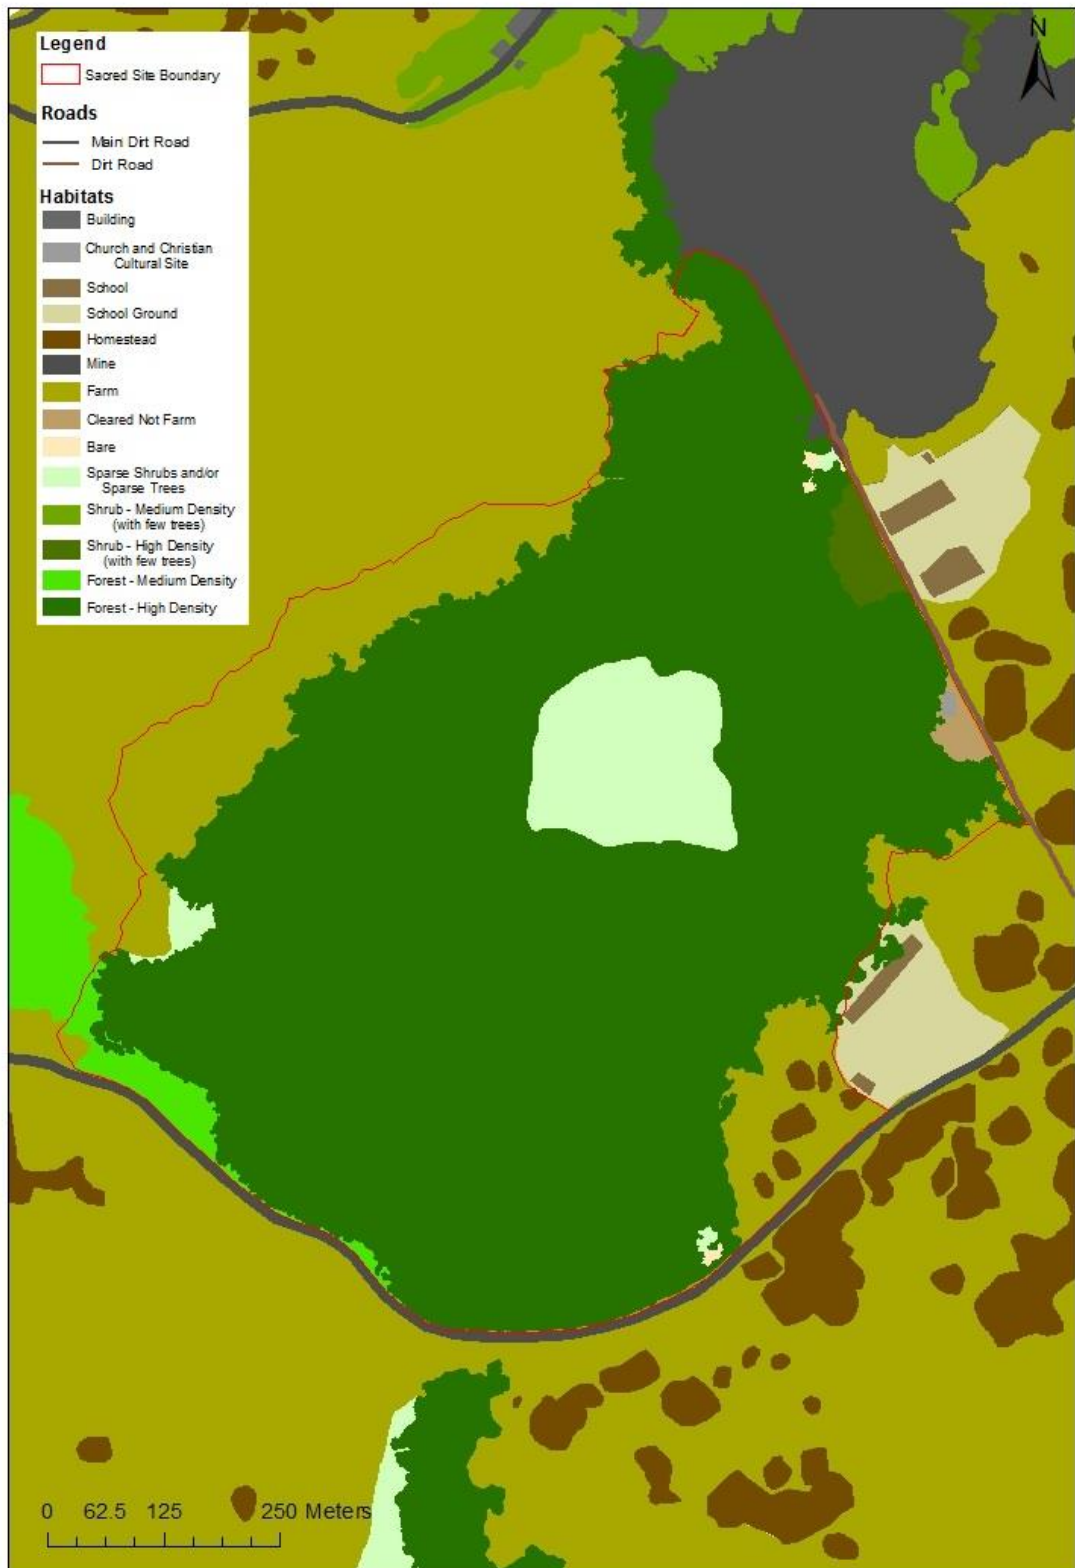 N
Legend
Sacred Site Boundary
Roads
Main Dirt Road
Dirt Road
Habitats
Building
Church and Christian
Cultural Site
School
School Ground
Homestead
Mine
Farm
Cleared Not Farm
Bare
Sparse Shrubs and/or
Sparse Trees
Shrub - Medium Density
(with few trees)
Shrub - High Density
(with few trees)
Forest - Medium Density
Forest - High Density
0 62.5 125 250 Meters